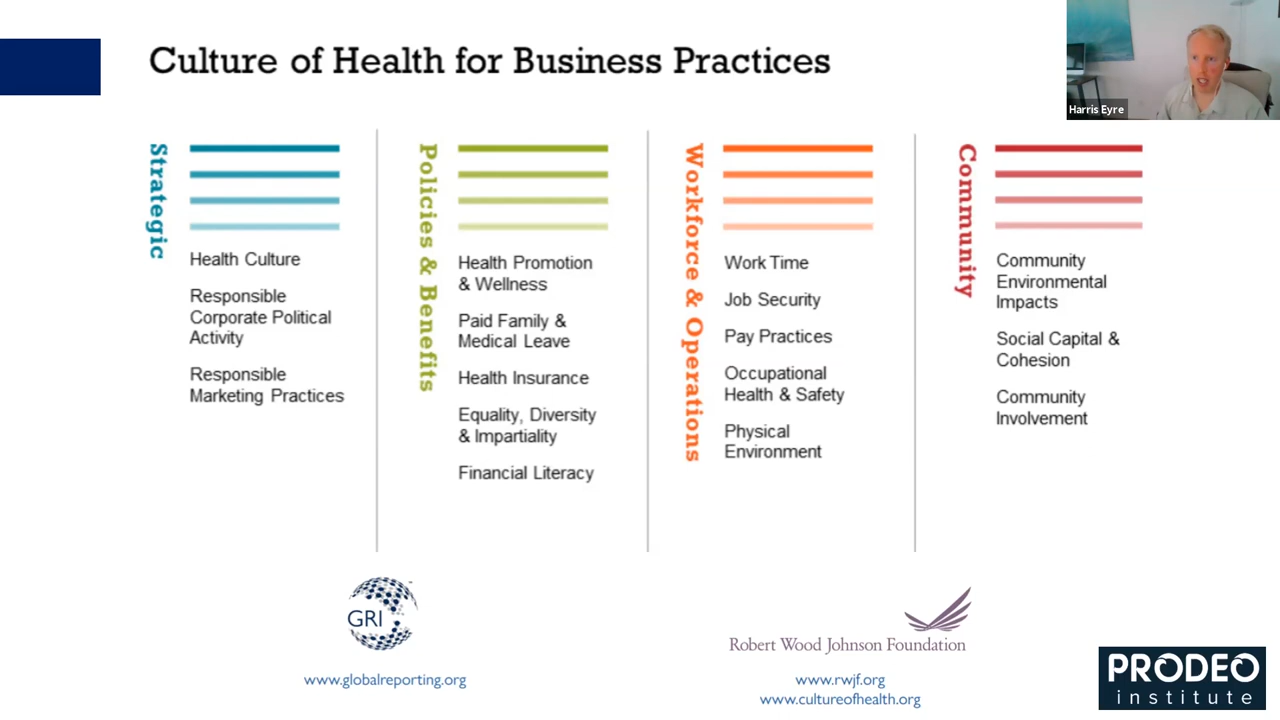 Culture of Health for Business Practices
Harris Eyre
Strategic
Health Culture
Responsible
Corporate Political
Activity
Responsible
Marketing Practices
Policies & Benefits
Health Promotion
& Wellness
Paid Family &
Medical Leave
Health Insurance
Equality, Diversity
& Impartiality
Financial Literacy
Workforce & Operations
Work Time
Job Security
Pay Practices
Occupational
Health & Safety
Physical
Environment
Community
Community
Environmental
Impacts
Social Capital &
Cohesion
Community
Involvement
GRI
www.globalreporting.org
Robert Wood Johnson Foundation
www.rwjf.org
www.cultureofhealth.org
PRODEO
institute